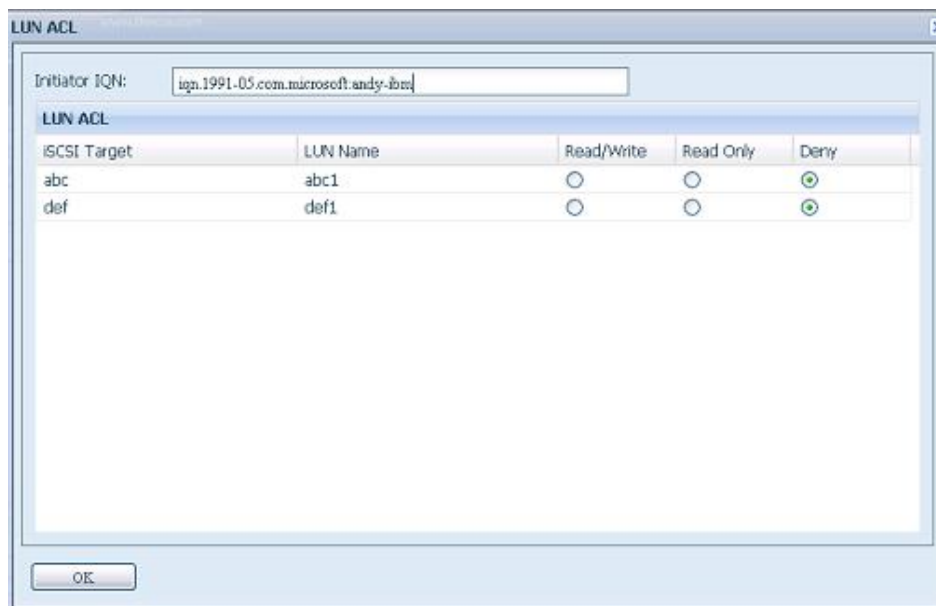 LUN ACL
Initiator IQN: iqn.1991-05.com.microsoft:andy-ibm
LUN ACL
iSCSI Target LUN Name Read/Write Read Only Deny
abc abc1
def def1
OK